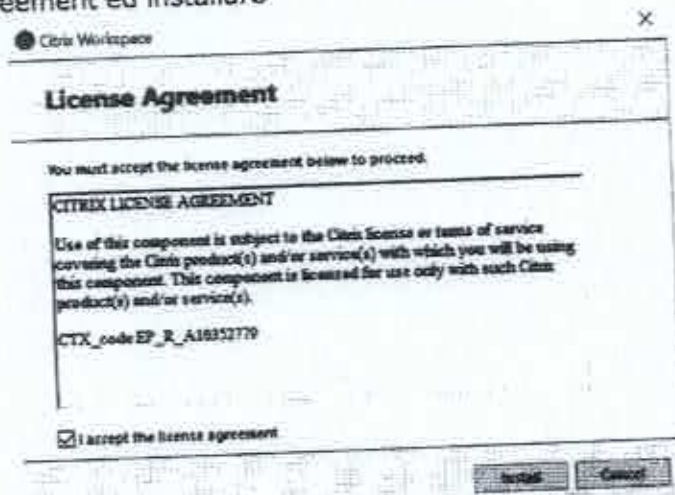 ed installare
Citrix Workspace
License Agreement
You must accept the license agreement below to proceed.
CITRIX LICENSE AGREEMENT
Use of this component is subject to the Citrix license or terms of service
covering the Citrix product(s) and/or service(s) with which you will be using
this component. This component is licensed for use only with such Citrix
product(s) and/or service(s).
CTX_code EP_R_A10352779
I accept the license agreement
Install
Cancel